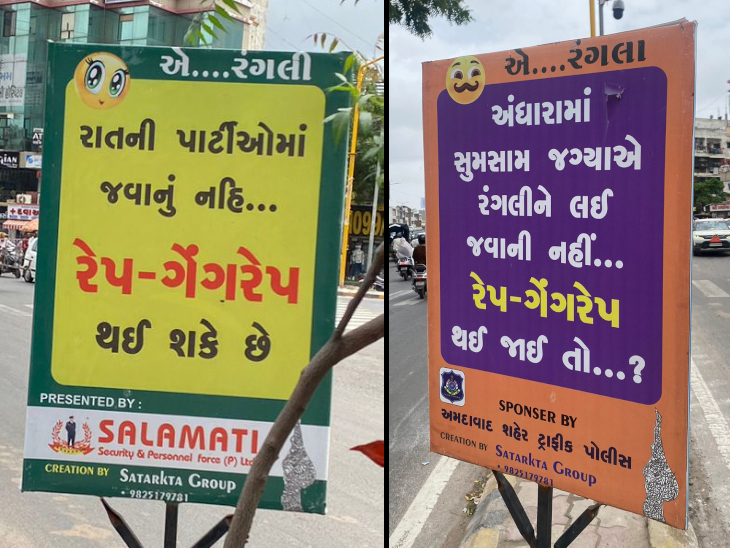 એ....રંગલી
રાતની પાર્ટીઓમાં
જવાનું નહિ...
રેપ-ગેંગરેપ
થઈ શકે છે
PRESENTED BY :
SALAMATI
Security & Personnel force (P) Lt
CREATION BY SATARKTA GROUP
• 9825179781
એ....રંગલા
અંધારામાં
સુમસામ જગ્યાએ
રંગલીને લઈ
જવાની નહીં...
રેપ-ગેંગરેપ
થઈ જાઈ તો...?
SPONSER BY
અમદાવાદ શહેર ટ્રાફીક પોલીસ
CREATION BY SATARKTA GROUP
• 9825179781